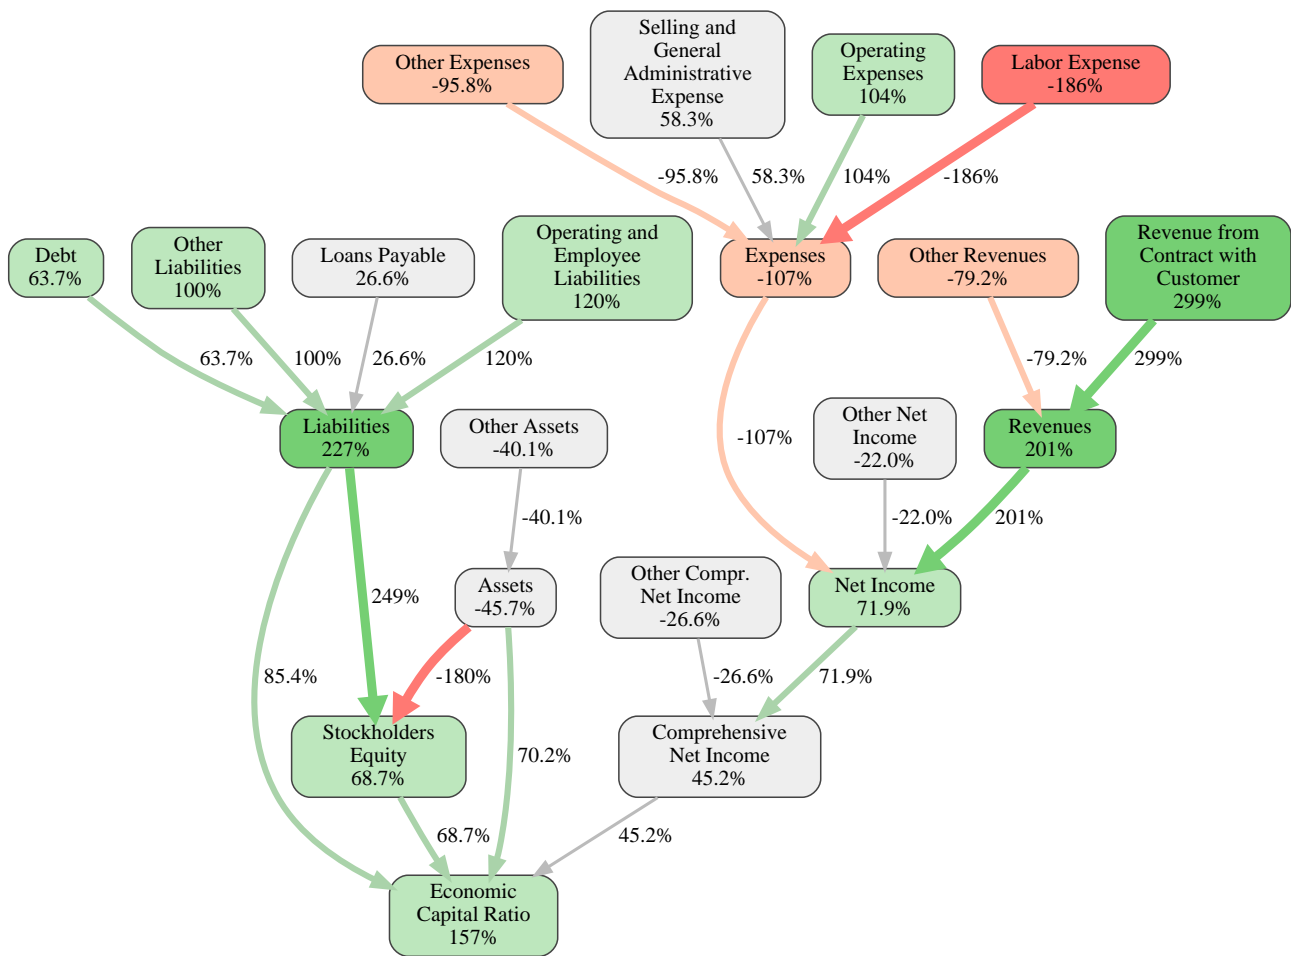 Selling and
General
Administrative
Expense
58.3%
Other Expenses
-95.8%
Operating
Expenses
104%
Labor Expense
-186%
-95.8%
58.3%
104%
-186%
Debt
63.7%
Other
Liabilities
100%
Loans Payable
26.6%
Operating and
Employee
Liabilities
120%
Expenses
-107%
Other Revenues
-79.2%
Revenue from
Contract with
Customer
299%
63.7%
100%
26.6%
120%
-79.2%
299%
Liabilities
227%
Other Assets
-40.1%
-107%
Other Net
Income
-22.0%
Revenues
201%
-40.1%
-22.0%
201%
249%
Assets
-45.7%
Other Compr.
Net Income
-26.6%
Net Income
71.9%
85.4%
-180%
-26.6%
71.9%
Stockholders
Equity
68.7%
70.2%
Comprehensive
Net Income
45.2%
68.7%
45.2%
Economic
Capital Ratio
157%